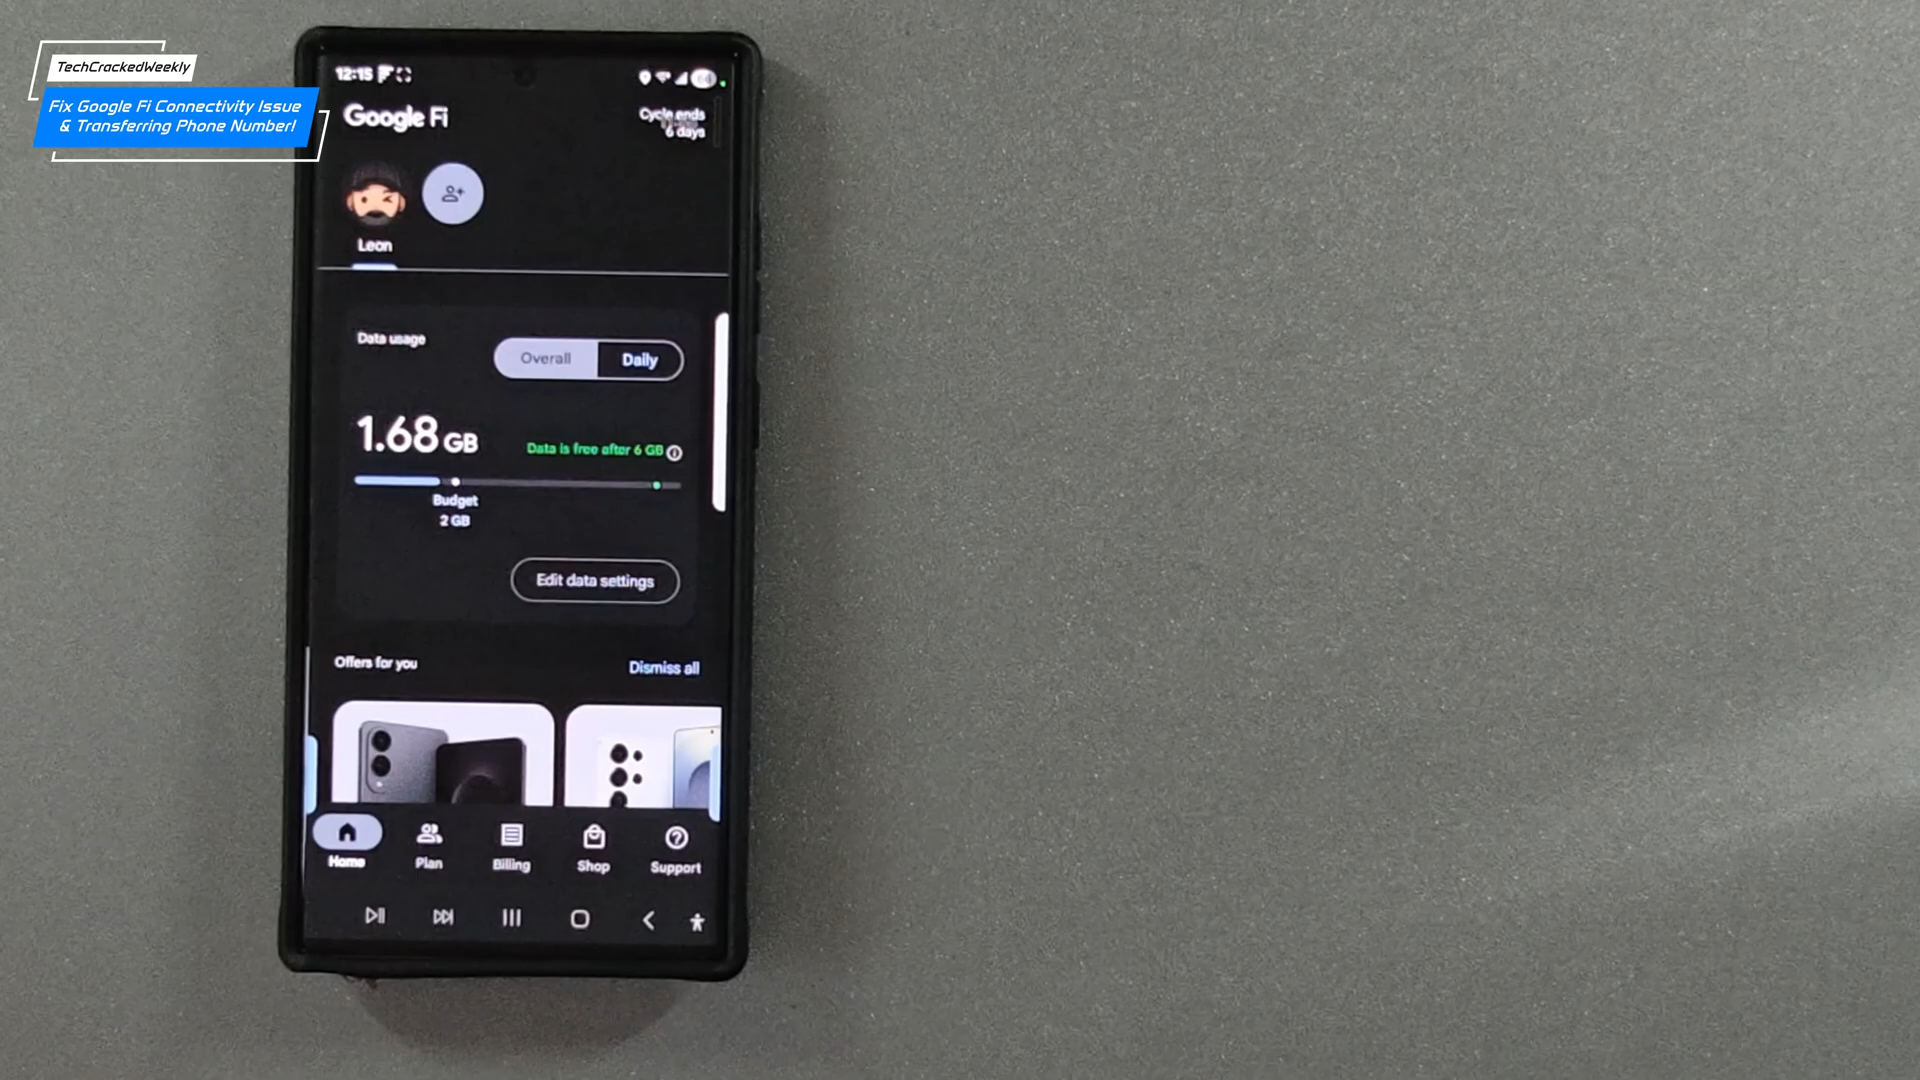 TechCrackedWeekly
Fix Google Fi Connectivity Issue
& Transferring Phone Number!
12:15
Google Fi
Cycle ends
6 days
Leon
Data usage
Overall
Daily
1.68 GB
Data is free after 6 GB
Budget
2 GB
Edit data settings
Offers for you
Dismiss all
Home
Plan
Billing
Shop
Support